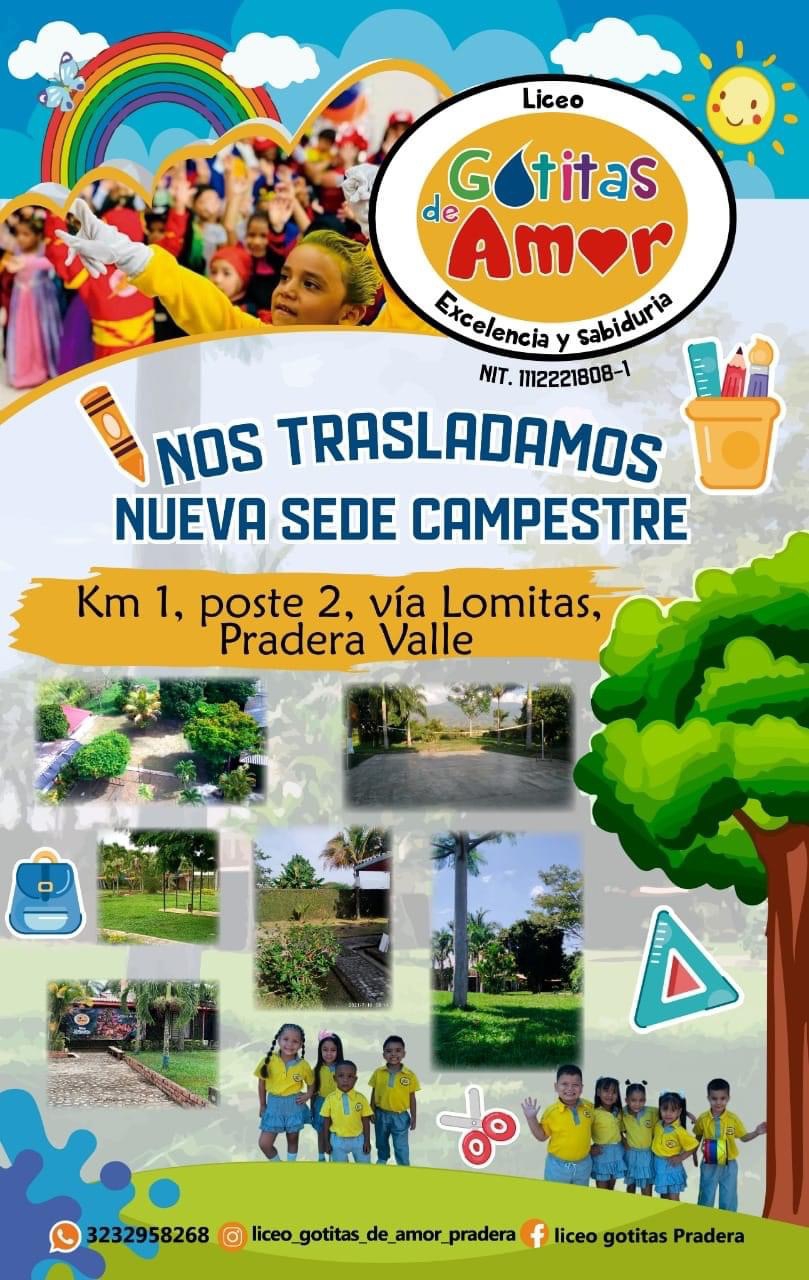 Liceo
Gotitas
de
Amor
Excelencia y Sabiduria
NIT. 1112221808-1
NOS TRASLADAMOS
NUEVA SEDE CAMPESTRE
Km 1, poste 2, vía Lomitas,
Pradera Valle
3232958268 liceo_gotitas_de_amor_pradera liceo gotitas Pradera